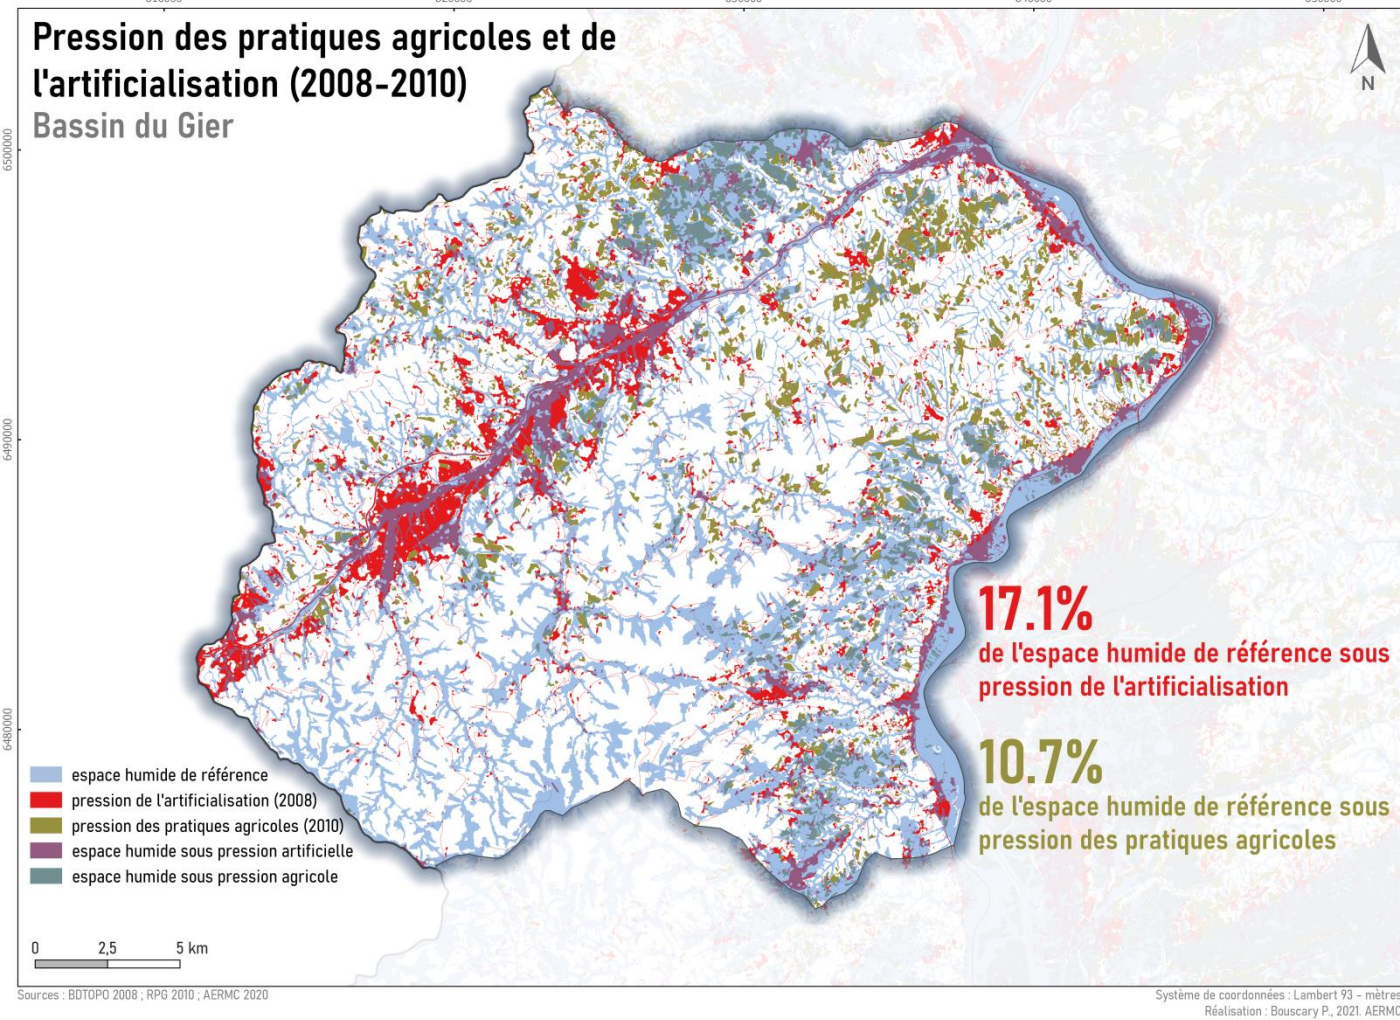 Pression des pratiques agricoles et de
l'artificialisation (2008-2010)
Bassin du Gier
N
6500000
6490000
6480000
17.1%
de l'espace humide de référence sous
pression de l'artificialisation
10.7%
de l'espace humide de référence sous
pression des pratiques agricoles
espace humide de référence
pression de l'artificialisation (2008)
pression des pratiques agricoles (2010)
espace humide sous pression artificielle
espace humide sous pression agricole
0 2,5 5 km
Sources : BDTOPO 2008 ; RPG 2010 ; AERMC 2020
Système de coordonnées : Lambert 93 - mètres
Réalisation : Bouscary P., 2021. AERMC